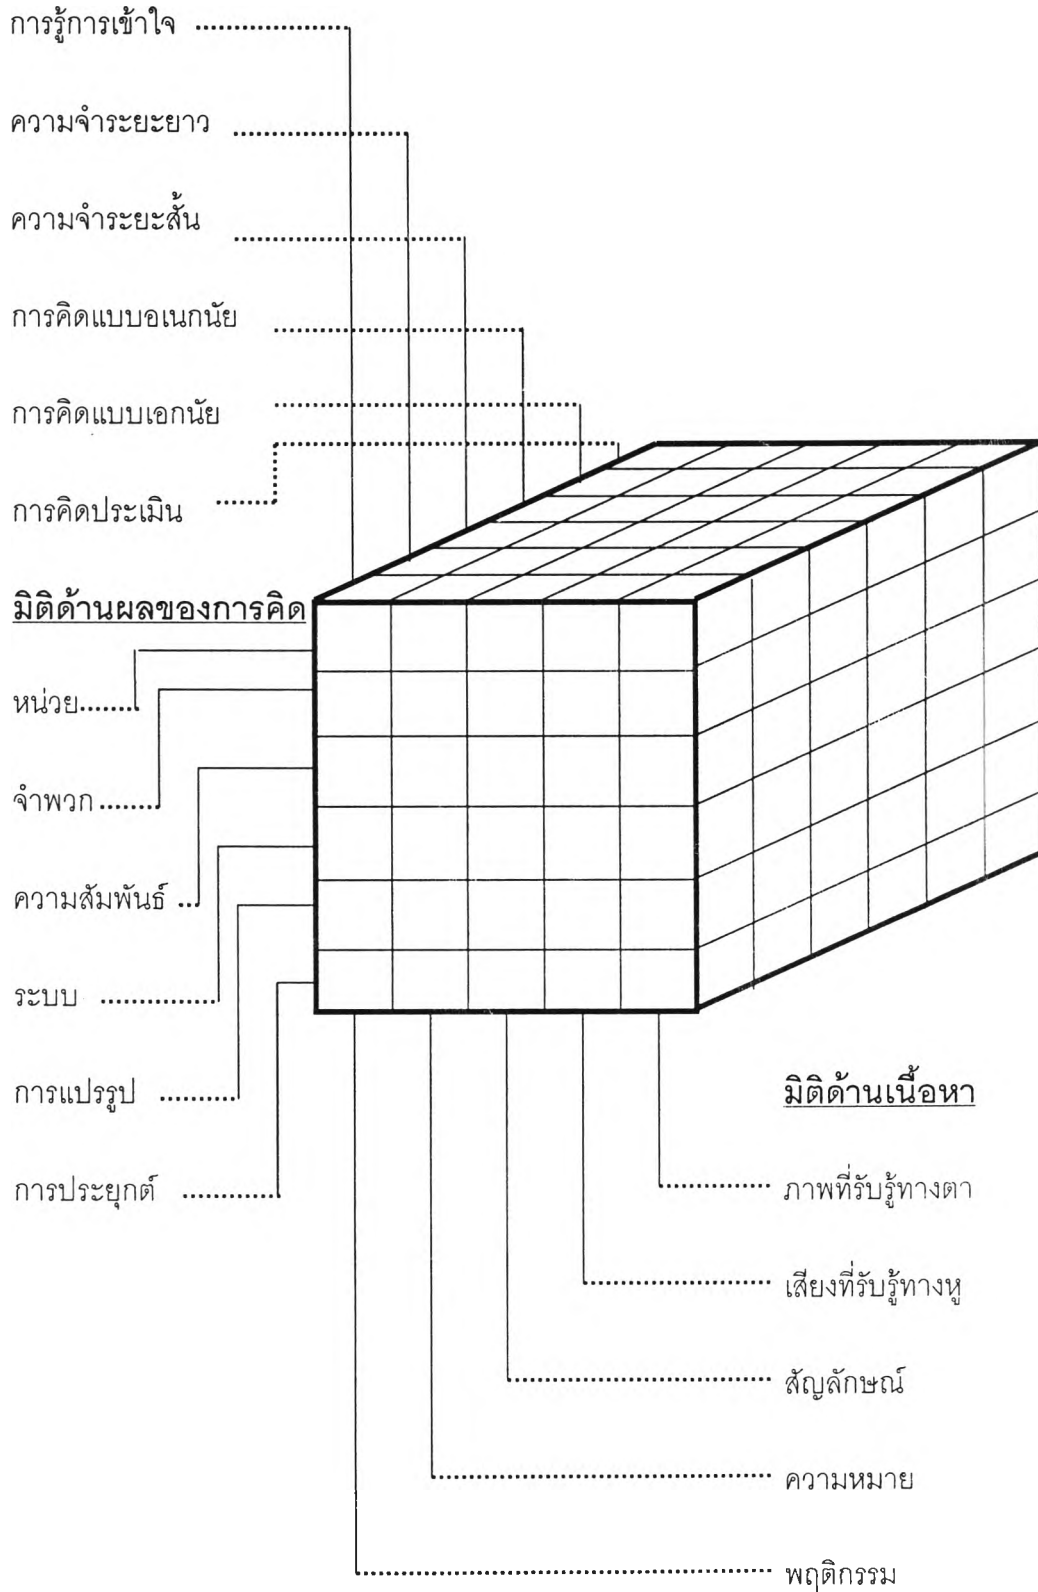 การรู้การเข้าใจ
ความจำระยะยาว
ความจำระยะสั้น
การคิดแบบอเนกนัย
การคิดแบบเอกนัย
การคิดประเมิน
มิติด้านผลของการคิด
หน่วย
จำพวก
ความสัมพันธ์
ระบบ
การแปรรูป
การประยุกต์
มิติด้านเนื้อหา
ภาพที่รับรู้ทางตา
เสียงที่รับรู้ทางหู
สัญลักษณ์
ความหมาย
พฤติกรรม